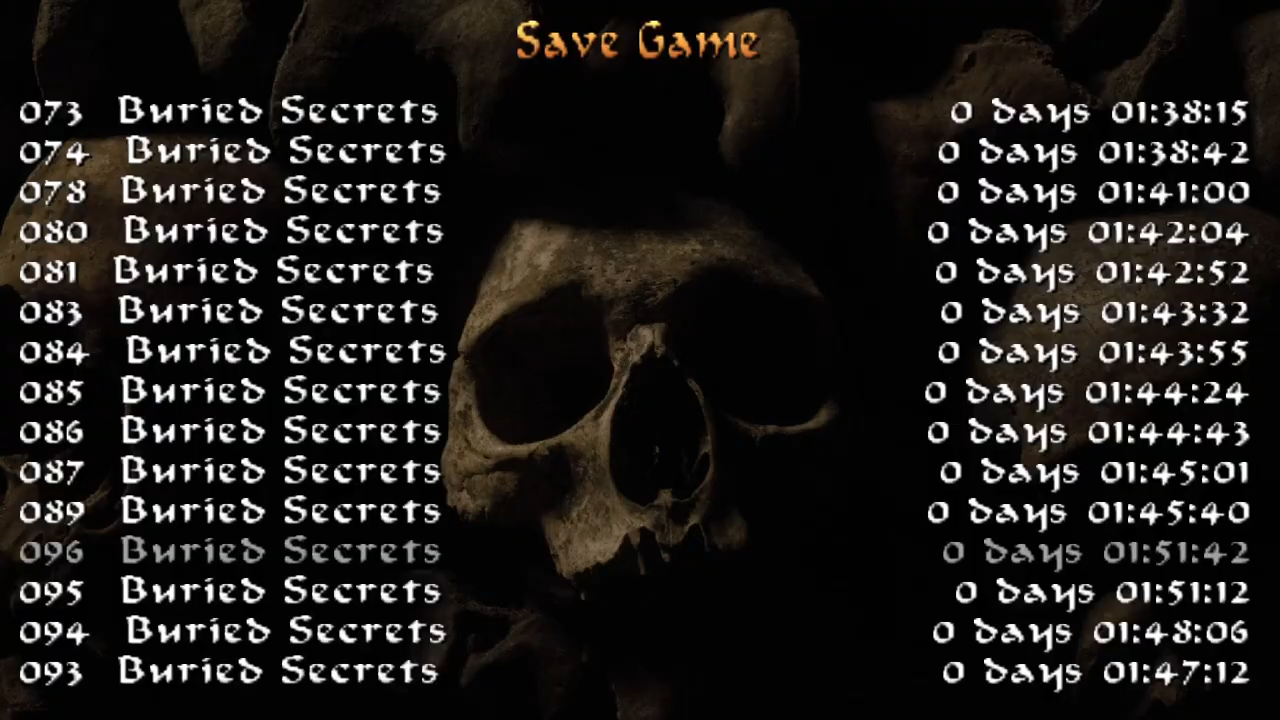 Save Game
073 Buried Secrets 0 days 01:38:15
074 Buried Secrets 0 days 01:38:42
078 Buried Secrets 0 days 01:41:00
080 Buried Secrets 0 days 01:42:04
081 Buried Secrets 0 days 01:42:52
083 Buried Secrets 0 days 01:43:32
084 Buried Secrets 0 days 01:43:55
085 Buried Secrets 0 days 01:44:24
086 Buried Secrets 0 days 01:44:43
087 Buried Secrets 0 days 01:45:01
089 Buried Secrets 0 days 01:45:40
096 Buried Secrets 0 days 01:51:42
095 Buried Secrets 0 days 01:51:12
094 Buried Secrets 0 days 01:48:06
093 Buried Secrets 0 days 01:47:12